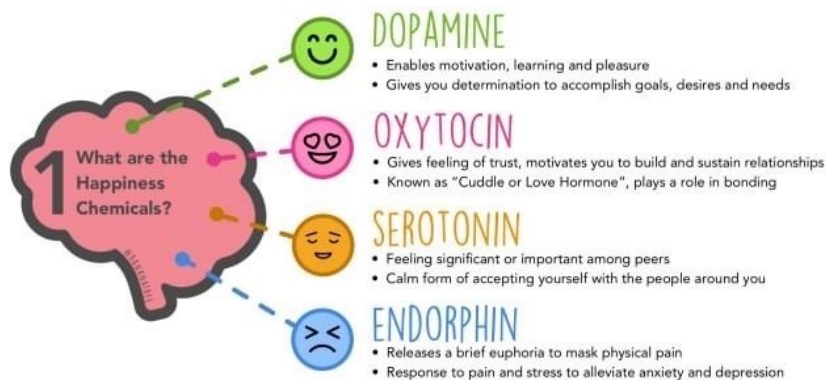 DOPAMINE
• Enables motivation, learning and pleasure
• Gives you determination to accomplish goals, desires and needs
1 What are the
Happiness
Chemicals?
OXYTOCIN
• Gives feeling of trust, motivates you to build and sustain relationships
• Known as “Cuddle or Love Hormone”, plays a role in bonding
SEROTONIN
• Feeling significant or important among peers
• Calm form of accepting yourself with the people around you
ENDORPHIN
• Releases a brief euphoria to mask physical pain
• Response to pain and stress to alleviate anxiety and depression